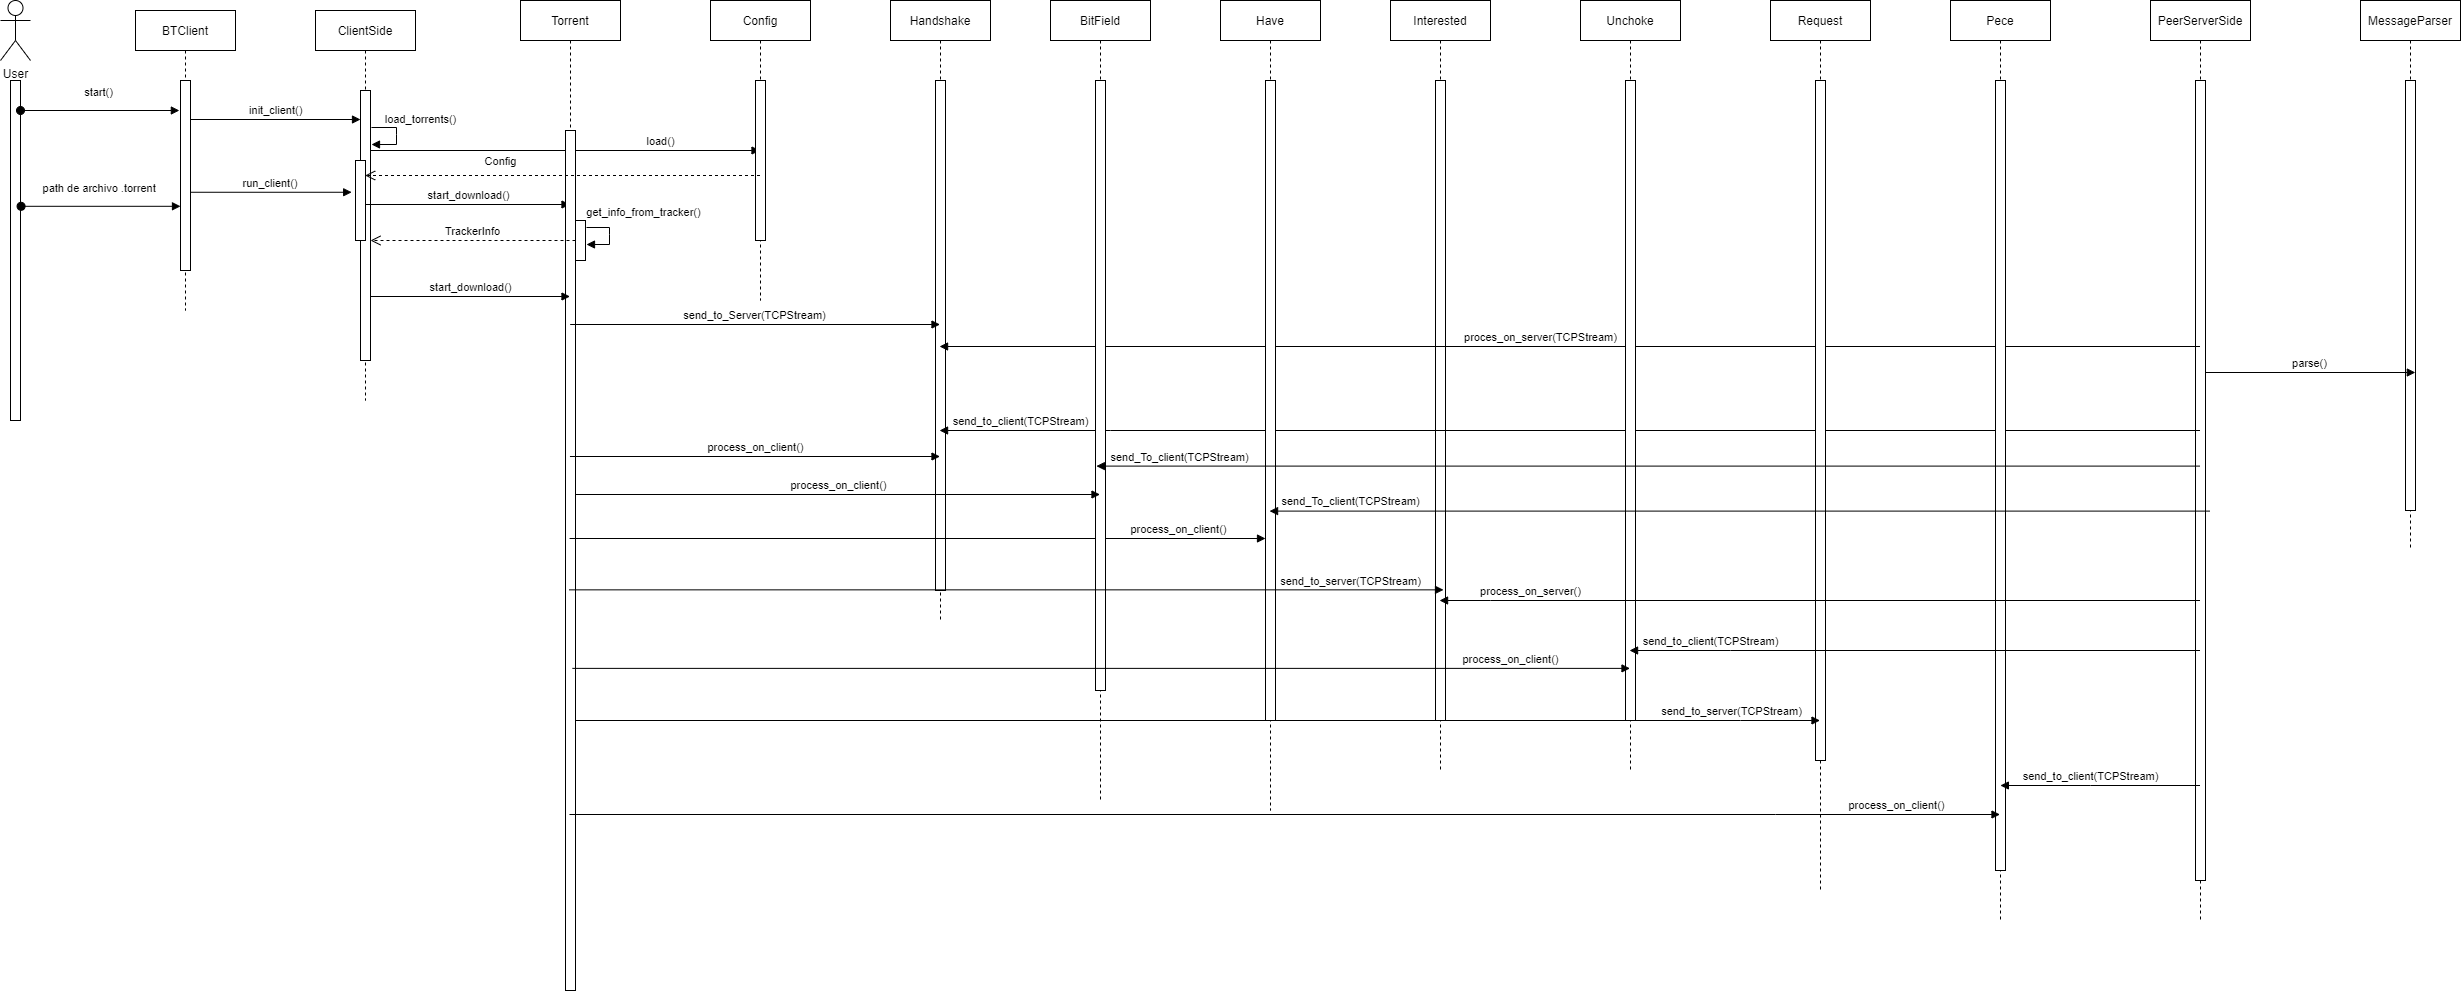 Torrent
Config
Handshake
BitField
Have
Interested
Unchoke
Request
Pece
PeerServerSide
MessageParser
BTClient
ClientSide
User
start()
init_client()
load_torrents()
load()
Config
run_client()
path de archivo .torrent
start_download()
get_info_from_tracker()
TrackerInfo
start_download()
send_to_Server(TCPStream)
proces_on_server(TCPStream)
parse()
send_to_client(TCPStream)
process_on_client()
send_To_client(TCPStream)
process_on_client()
send_To_client(TCPStream)
process_on_client()
send_to_server(TCPStream)
process_on_server()
send_to_client(TCPStream)
process_on_client()
send_to_server(TCPStream)
send_to_client(TCPStream)
process_on_client()